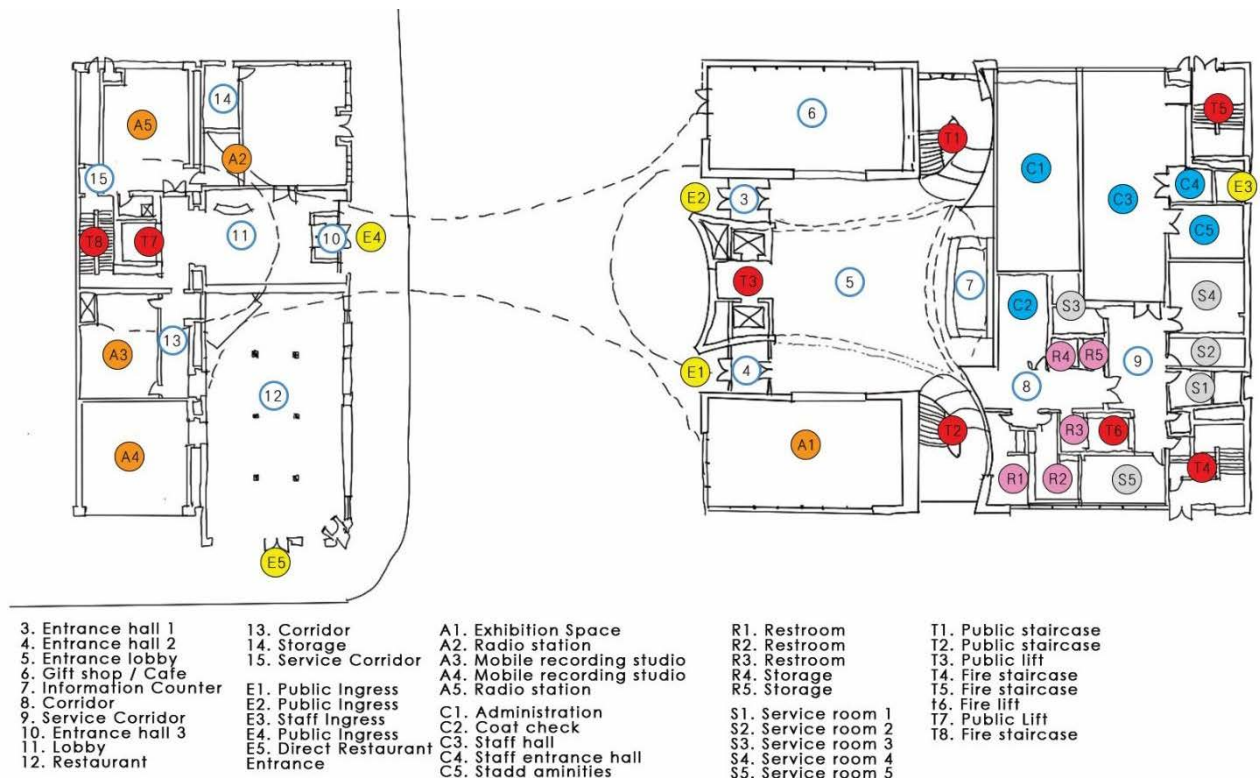 A5
14
A2
15
T8
T7
11
10
E4
13
A3
12
A4
E5
6
T1
E2
3
T3
5
7
E1
4
A1
T2
C1
C3
T5
C4
E3
C5
C2
S3
S4
R4
R5
9
S2
8
S1
R3
T6
T4
R1
R2
S5
3. Entrance hall 1
4. Entrance hall 2
5. Entrance lobby
6. Gift shop / Cafe
7. Information Counter
8. Corridor
9. Service Corridor
10. Entrance hall 3
11. Lobby
12. Restaurant
13. Corridor
14. Storage
15. Service Corridor
E1. Public Ingress
E2. Public Ingress
E3. Staff Ingress
E4. Public Ingress
E5. Direct Restaurant
Entrance
A1. Exhibition Space
A2. Radio station
A3. Mobile recording studio
A4. Mobile recording studio
A5. Radio station
C1. Administration
C2. Coat check
C3. Staff hall
C4. Staff entrance hall
C5. Stadd aminities
R1. Restroom
R2. Restroom
R3. Restroom
R4. Storage
R5. Storage
S1. Service room 1
S2. Service room 2
S3. Service room 3
S4. Service room 4
S5. Service room 5
T1. Public staircase
T2. Public staircase
T3. Public lift
T4. Fire staircase
T5. Fire staircase
t6. Fire lift
T7. Public Lift
T8. Fire staircase